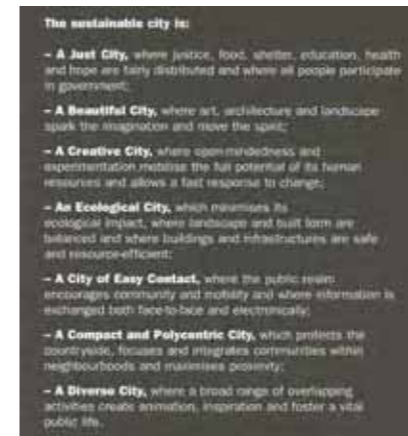 The sustainable city is:
– A Just City, where justice, food, shelter, education, health
and hope are fairly distributed and where all people participate
in government;
– A Beautiful City, where art, architecture and landscape
spark the imagination and move the spirit;
– A Creative City, where open-mindedness and
experimentation mobilise the full potential of its human
resources and allows a fast response to change;
– An Ecological City, which minimises its
ecological impact, where landscape and built form are
balanced and where buildings and infrastructures are safe
and resource-efficient;
– A City of Easy Contact, where the public realm
encourages community and mobility and where information is
exchanged both face-to-face and electronically;
– A Compact and Polycentric City, which protects the
countryside, focuses and integrates communities within
neighbourhoods and maximises proximity;
– A Diverse City, where a broad range of overlapping
activities create animation, inspiration and foster a vital
public life.